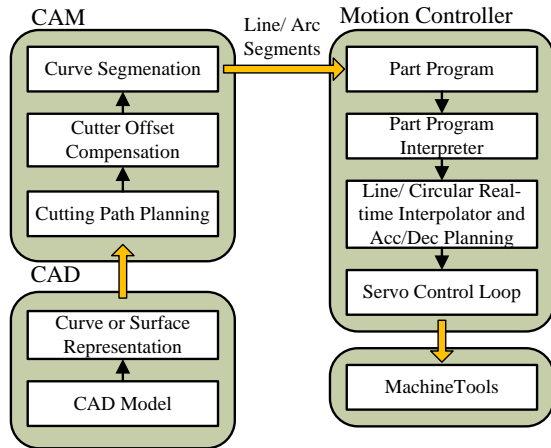 CAM
Curve Segmenation
Cutter Offset
Compensation
Cutting Path Planning
CAD
Curve or Surface
Representation
CAD Model
Line/ Arc
Segments
Motion Controller
Part Program
Part Program
Interpreter
Line/ Circular Real-
time Interpolator and
Acc/Dec Planning
Servo Control Loop
MachineTools